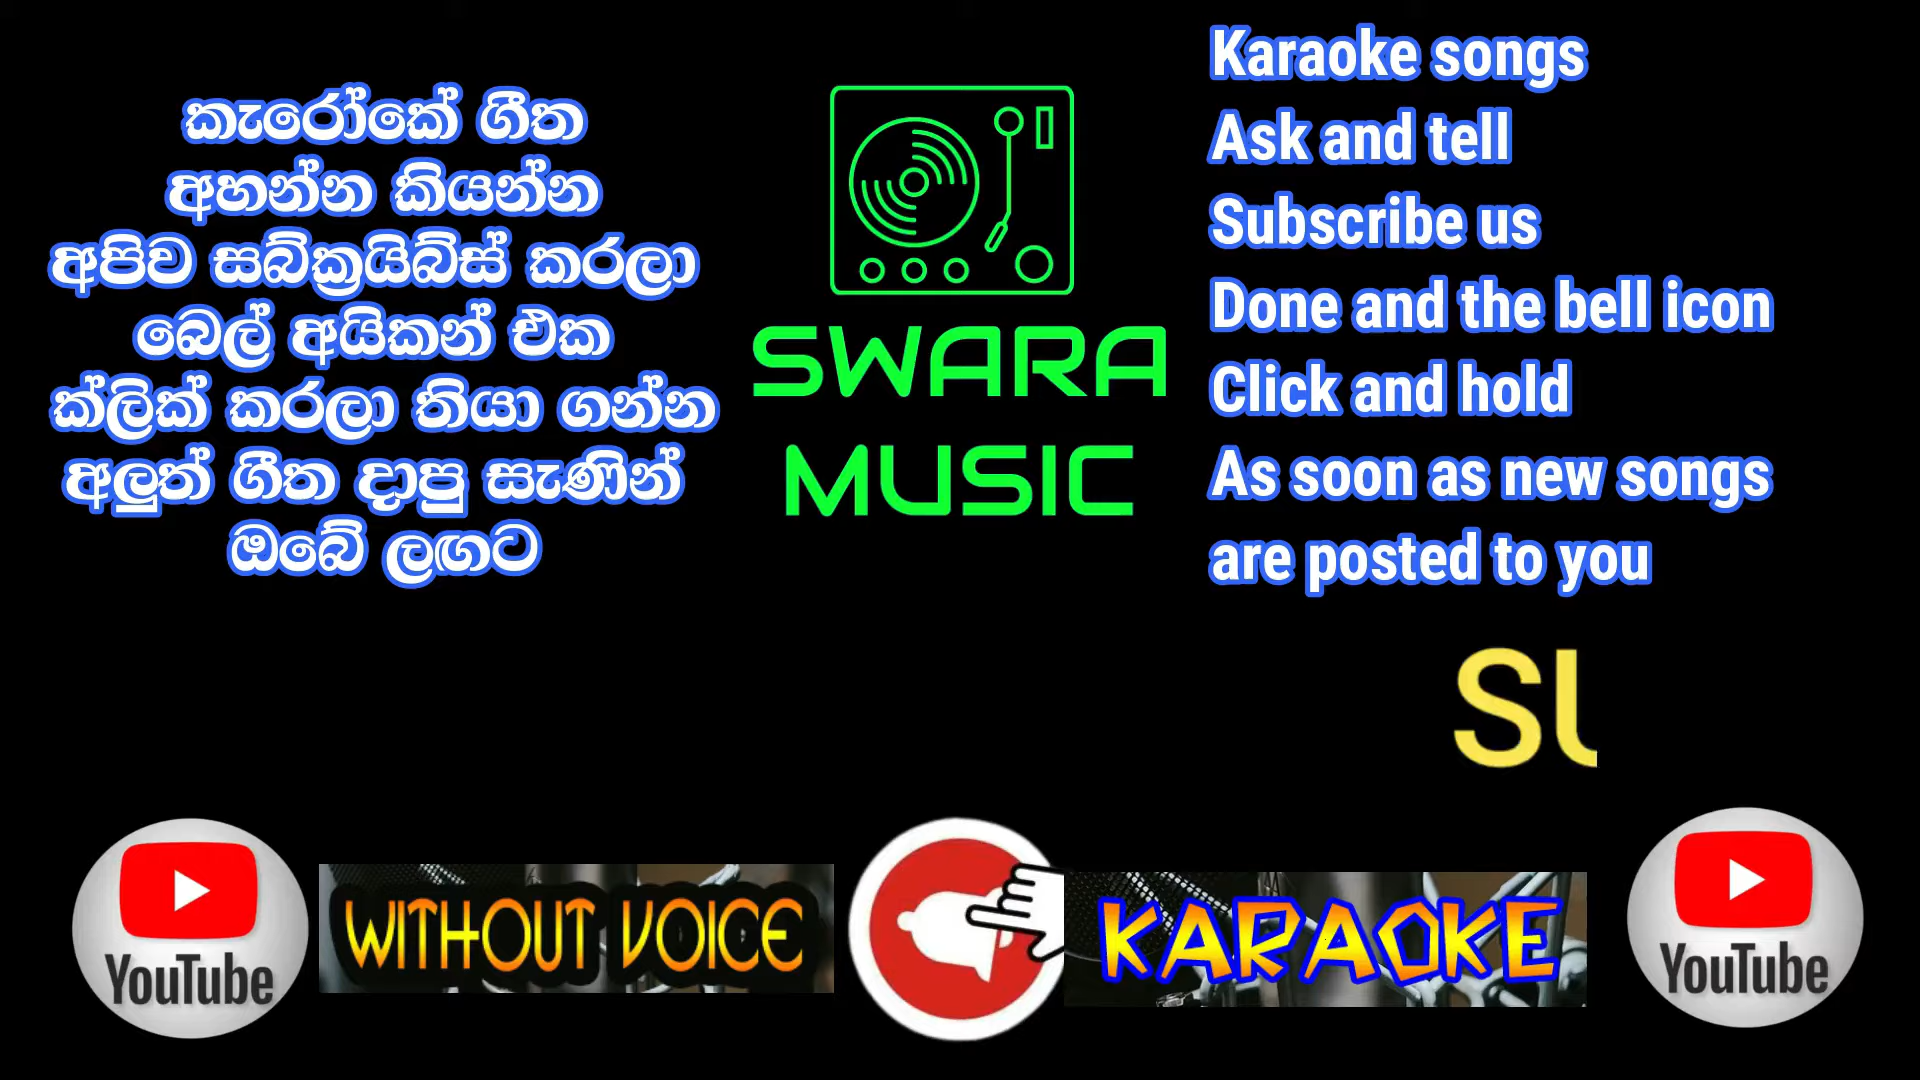 කැරෝකේ ගීත
අහන්න කියන්න
අපිව සබ්ක්‍රයිබ්ස් කරලා
බෙල් අයිකන් එක
ක්ලික් කරලා තියා ගන්න
අලුත් ගීත දාපු සැණින්
ඔබේ ලඟට
SWARA
MUSIC
Karaoke songs
Ask and tell
Subscribe us
Done and the bell icon
Click and hold
As soon as new songs
are posted to you
YouTube
WITHOUT VOICE
KARAOKE
YouTube